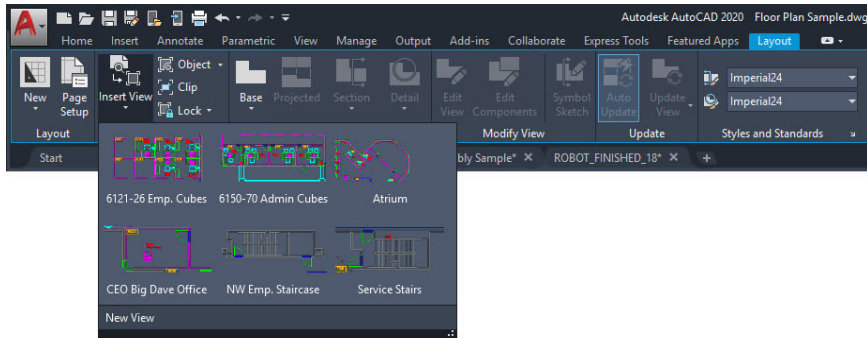 Autodesk AutoCAD 2020 Floor Plan Sample.dwg
Home Insert Annotate Parametric View Manage Output Add-ins Collaborate Express Tools Featured Apps Layout
New Page Setup Insert View Object Clip Lock Base Projected Section Detail Edit View Edit Components Symbol Sketch Auto Update Update View Imperial24 Imperial24
Layout Modify View Update Styles and Standards
Start bly Sample* ROBOT_FINISHED_18*
6121-26 Emp. Cubes 6150-70 Admin Cubes Atrium
CEO Big Dave Office NW Emp. Staircase Service Stairs
New View